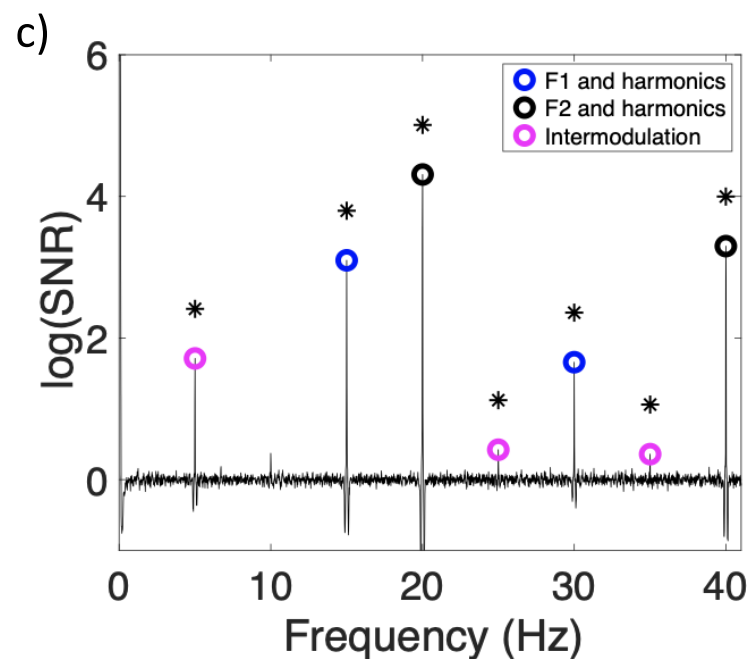 c)
6
4
2
0
log(SNR)
F1 and harmonics
F2 and harmonics
Intermodulation
*
*
*
*
*
*
*
0 10 20 30 40
Frequency (Hz)